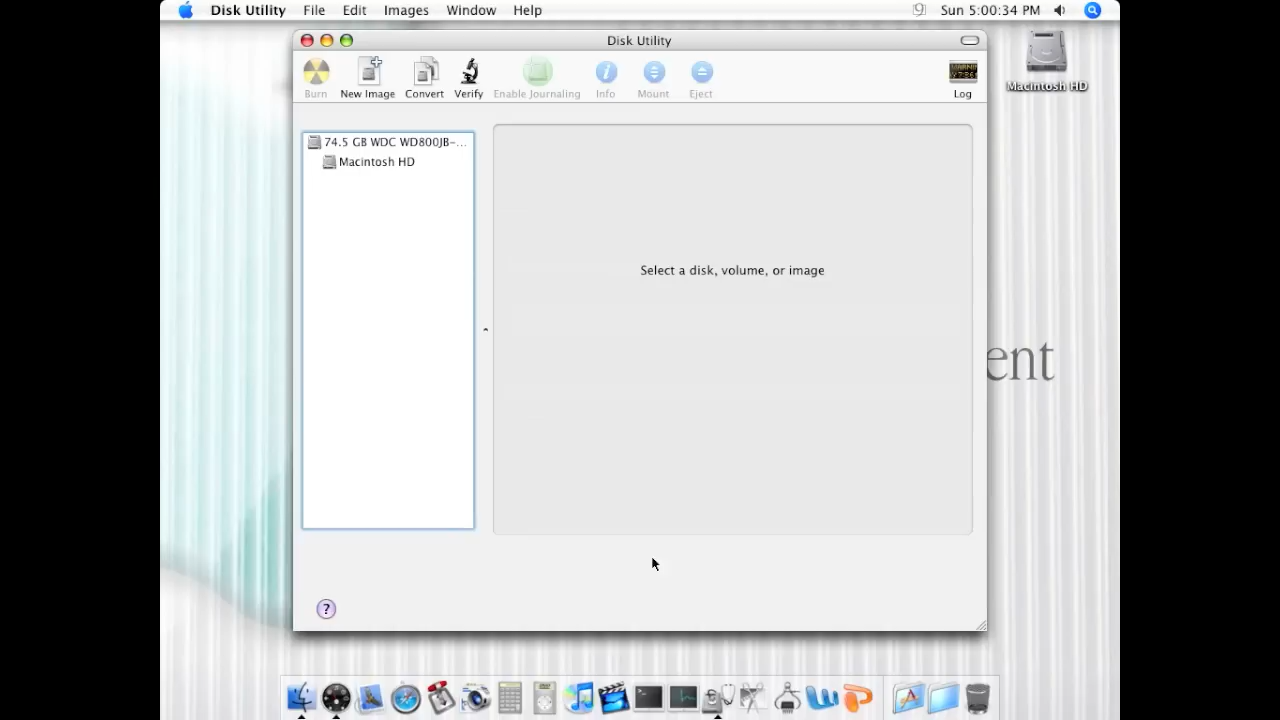 Disk Utility File Edit Images Window Help Sun 5:00:34 PM
Disk Utility
Burn New Image Convert Verify Enable Journaling Info Mount Eject Log
Macintosh HD
74.5 GB WDC WD800JB-...
Macintosh HD
Select a disk, volume, or image
ent
?